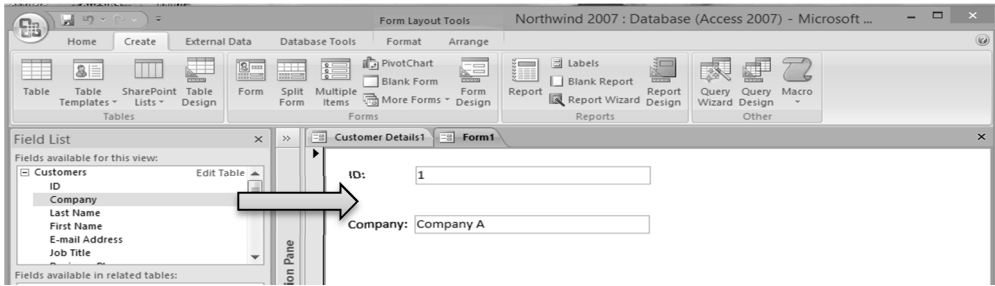 Form Layout Tools
Northwind 2007 : Database (Access 2007) - Microsoft ...
Home Create External Data Database Tools Format Arrange
Table
Table Templates
SharePoint Lists
Table Design
Tables
Form
Split Form
Multiple Items
PivotChart
Blank Form
More Forms
Form Design
Forms
Report
Labels
Blank Report
Report Wizard
Report Design
Reports
Query Wizard
Query Design
Macro
Other
Field List
Fields available for this view:
Customers Edit Table
ID
Company
Last Name
First Name
E-mail Address
Job Title
Fields available in related tables:
Customer Details1 Form1
ID: 1
Company: Company A
Pane